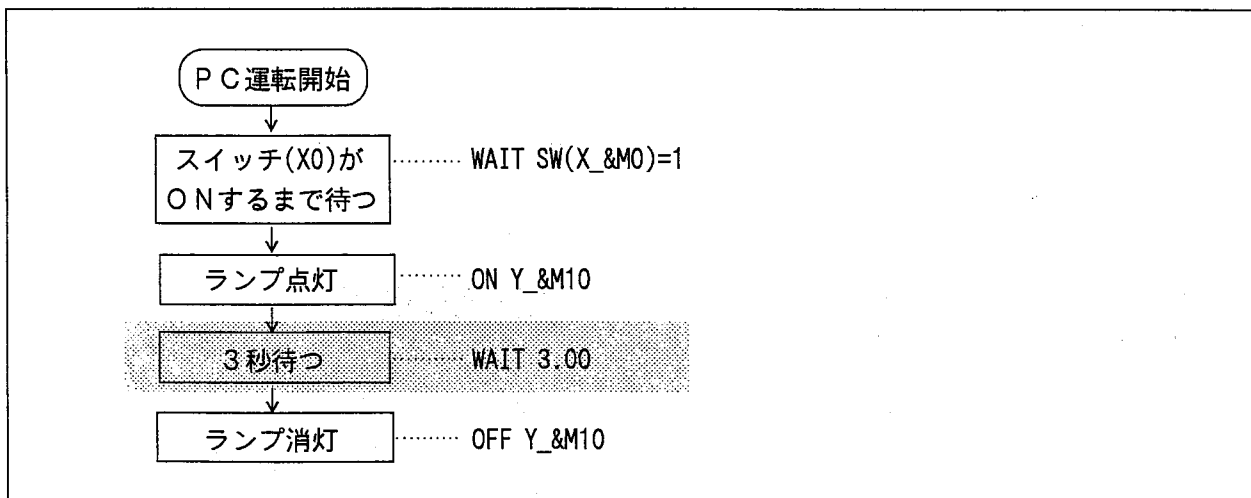 ＰＣ運転開始
スイッチ(X0)が ………… WAIT SW(X_&M0)=1
ＯＮするまで待つ
ランプ点灯 ………… ON Y_&M10
３秒待つ ………… WAIT 3.00
ランプ消灯 ………… OFF Y_&M10